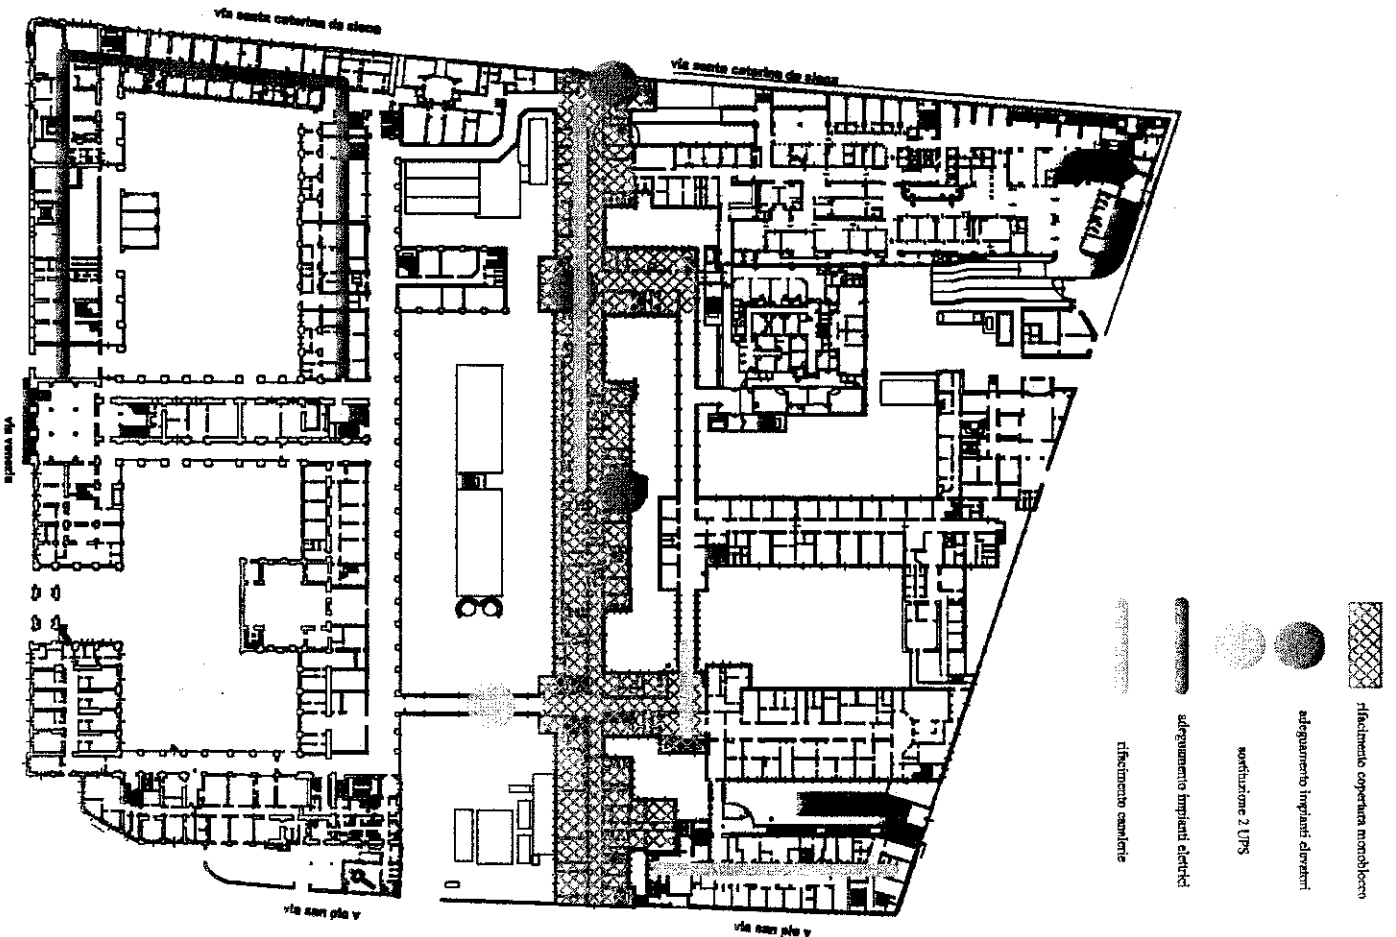 via santa caterina da siena
via santa caterina da siena
via venezia
via san pio v
via san pio v
rifacimento copertura monoblocco
adeguamento impianti elevatori
sostituzione 2 UPS
adeguamento impianti elettrici
rifacimento canalerie